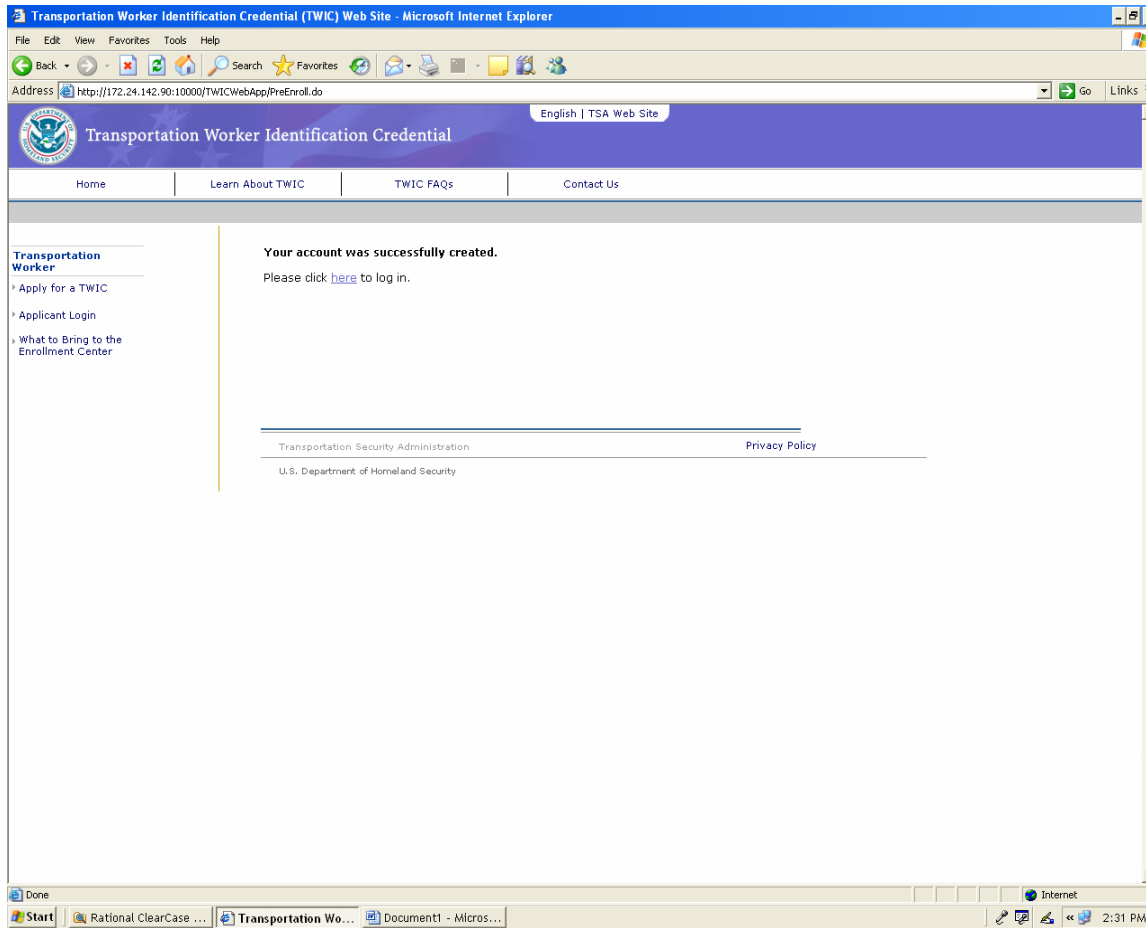 Transportation Worker Identification Credential (TWIC) Web Site - Microsoft Internet Explorer
File Edit View Favorites Tools Help
Back Search Favorites
Address http://172.24.142.90:10000/TWICWebApp/PreEnroll.do Go Links
English | TSA Web Site
Transportation Worker Identification Credential
Home Learn About TWIC TWIC FAQs Contact Us
Transportation
Worker
Apply for a TWIC
Applicant Login
What to Bring to the
Enrollment Center
Your account was successfully created.
Please click here to log in.
Transportation Security Administration Privacy Policy
U.S. Department of Homeland Security
Done Internet
Start Rational ClearCase ... Transportation Wo... Document1 - Micros... « 2:31 PM